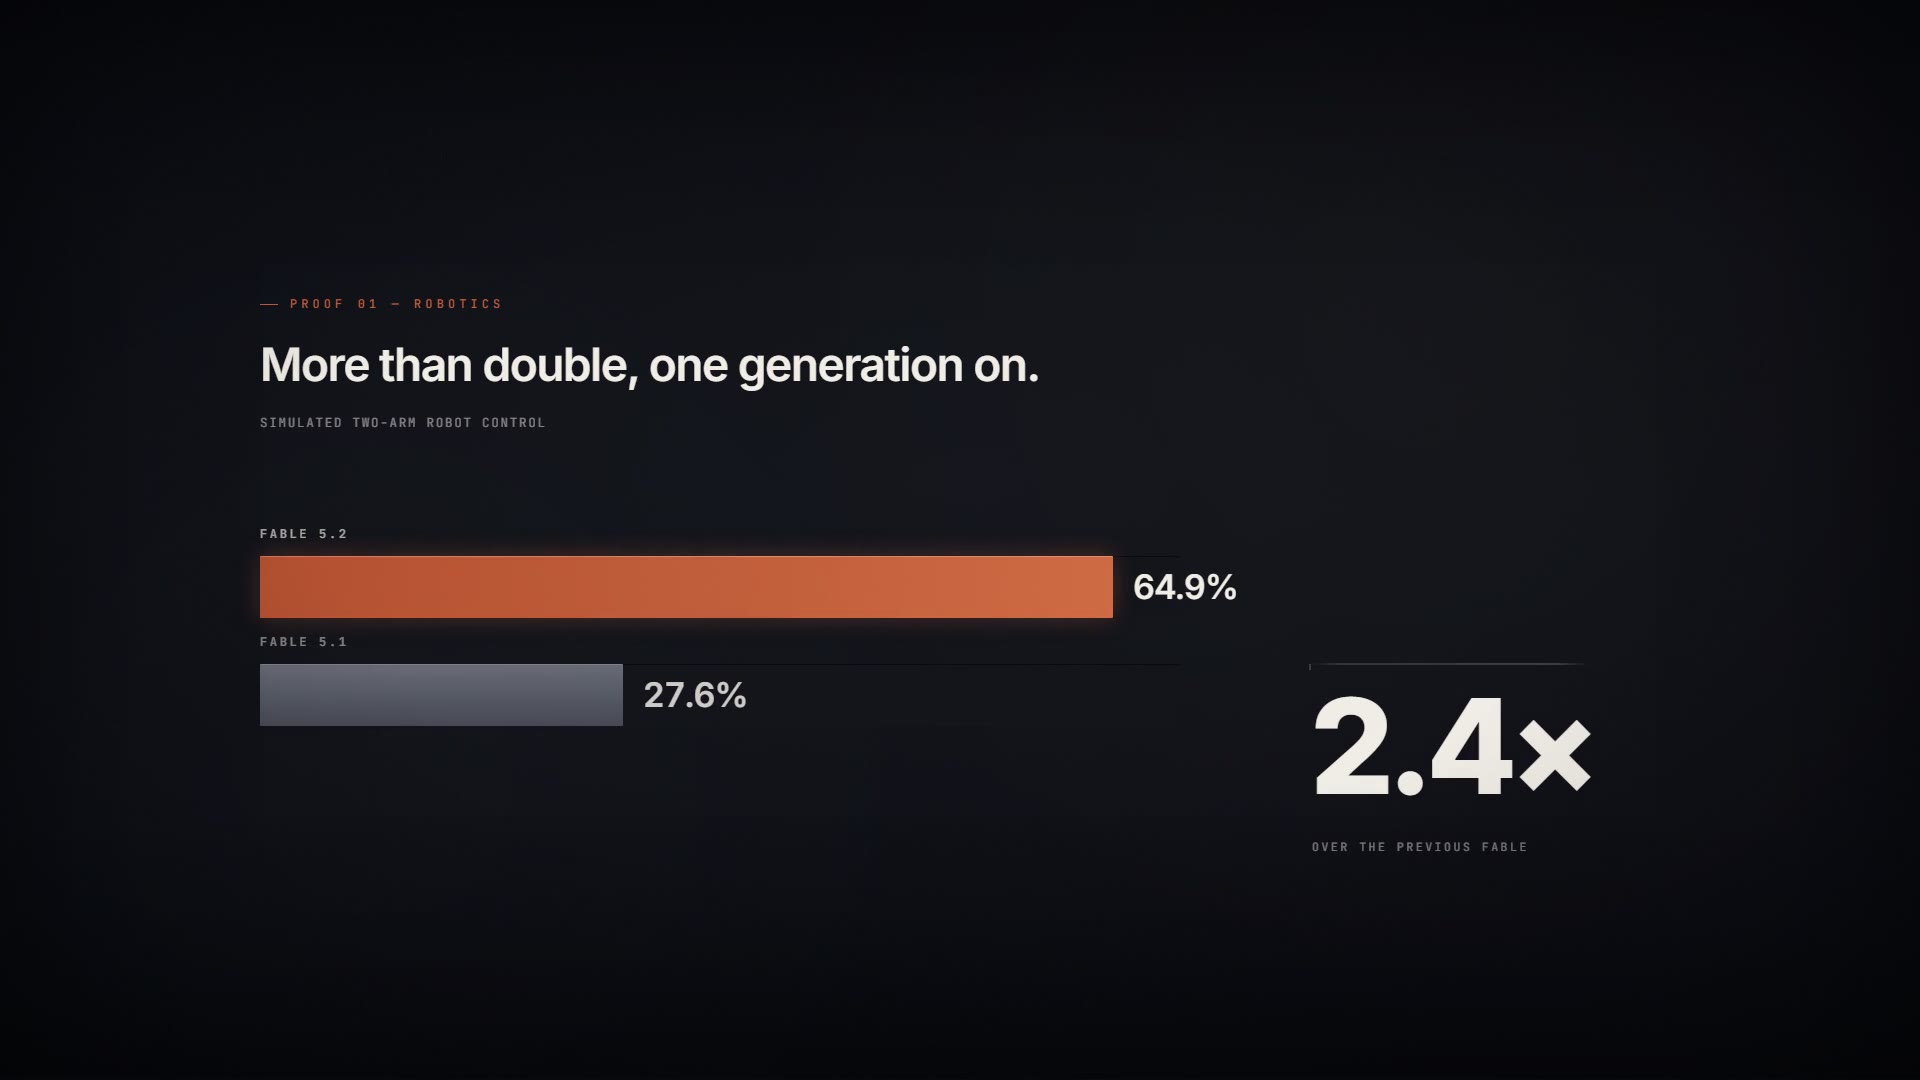 PROOF 01 — ROBOTICS
More than double, one generation on.
SIMULATED TWO-ARM ROBOT CONTROL
FABLE 5.2
64.9%
FABLE 5.1
27.6%
2.4×
OVER THE PREVIOUS FABLE